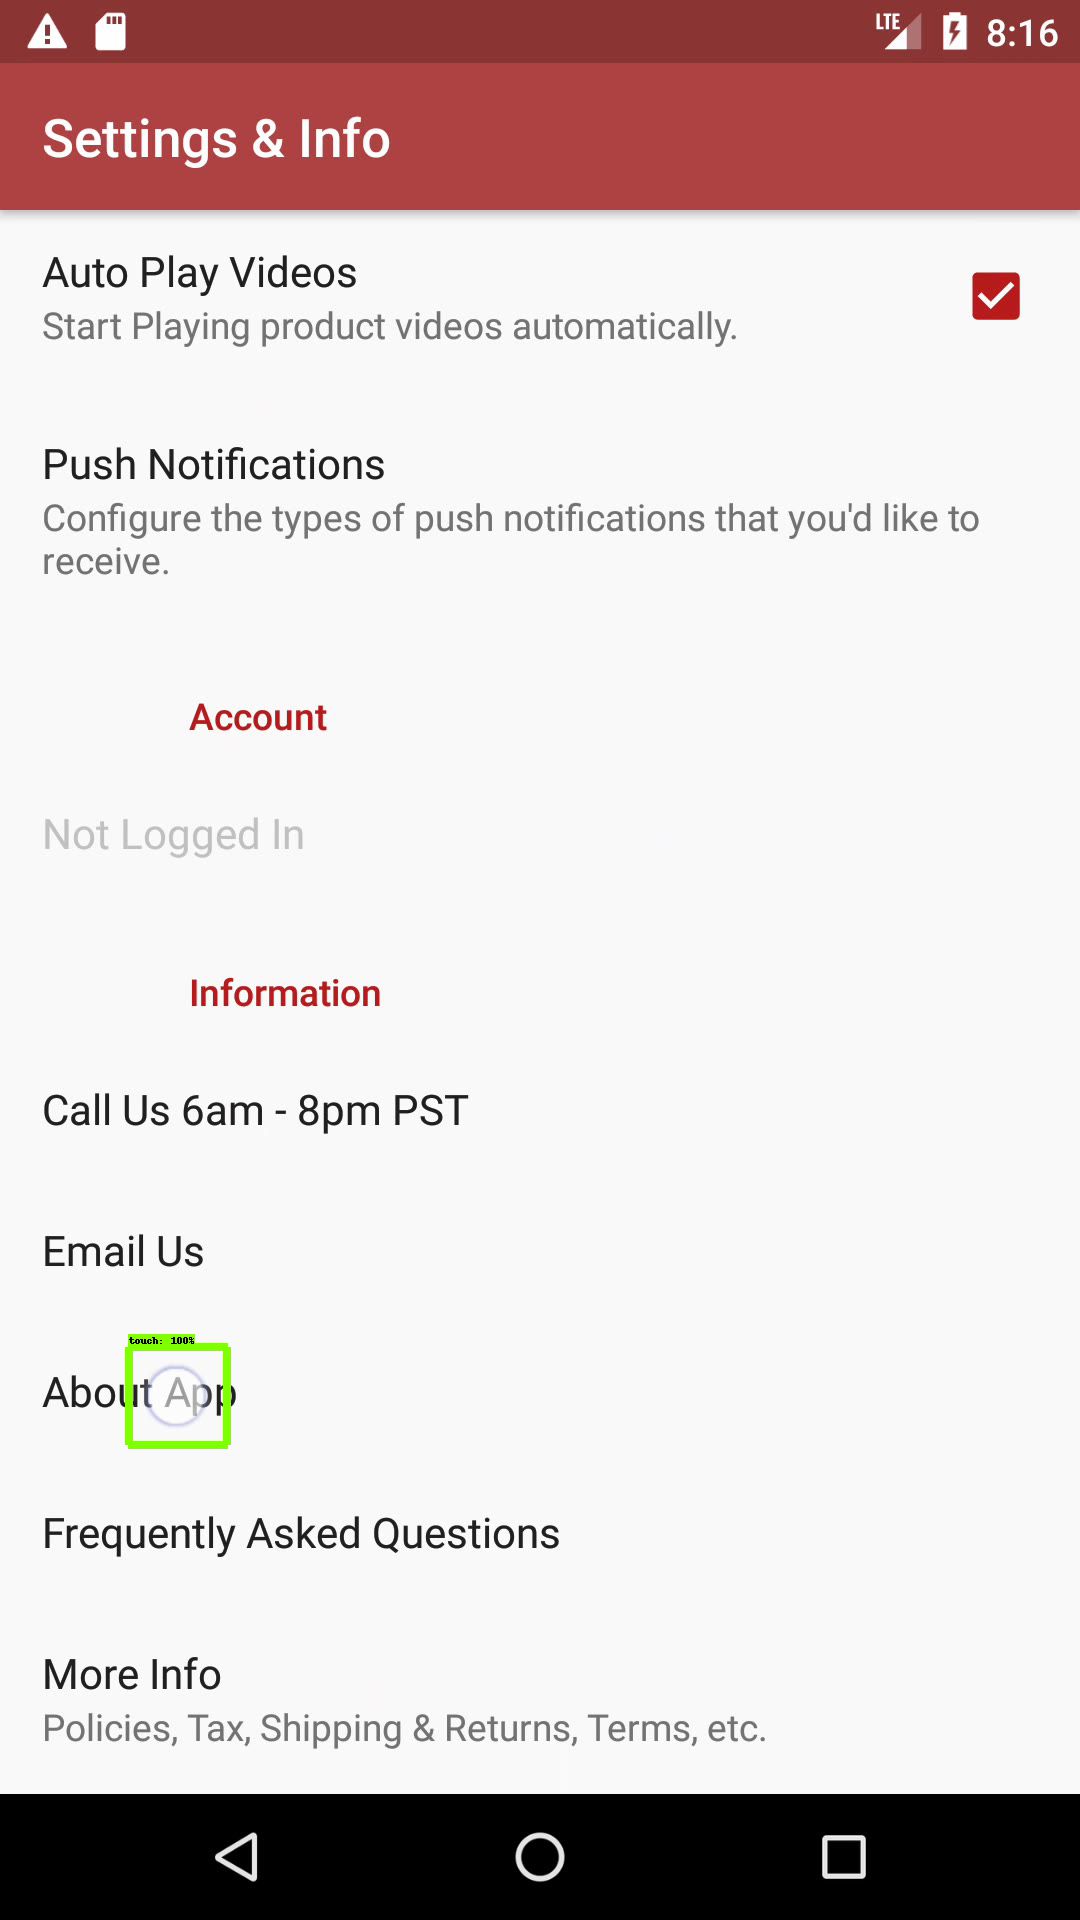 LTE 8:16
Settings & Info
Auto Play Videos
Start Playing product videos automatically.
Push Notifications
Configure the types of push notifications that you'd like to
receive.
Account
Not Logged In
Information
Call Us 6am - 8pm PST
Email Us
touch: 100%
About App
Frequently Asked Questions
More Info
Policies, Tax, Shipping & Returns, Terms, etc.